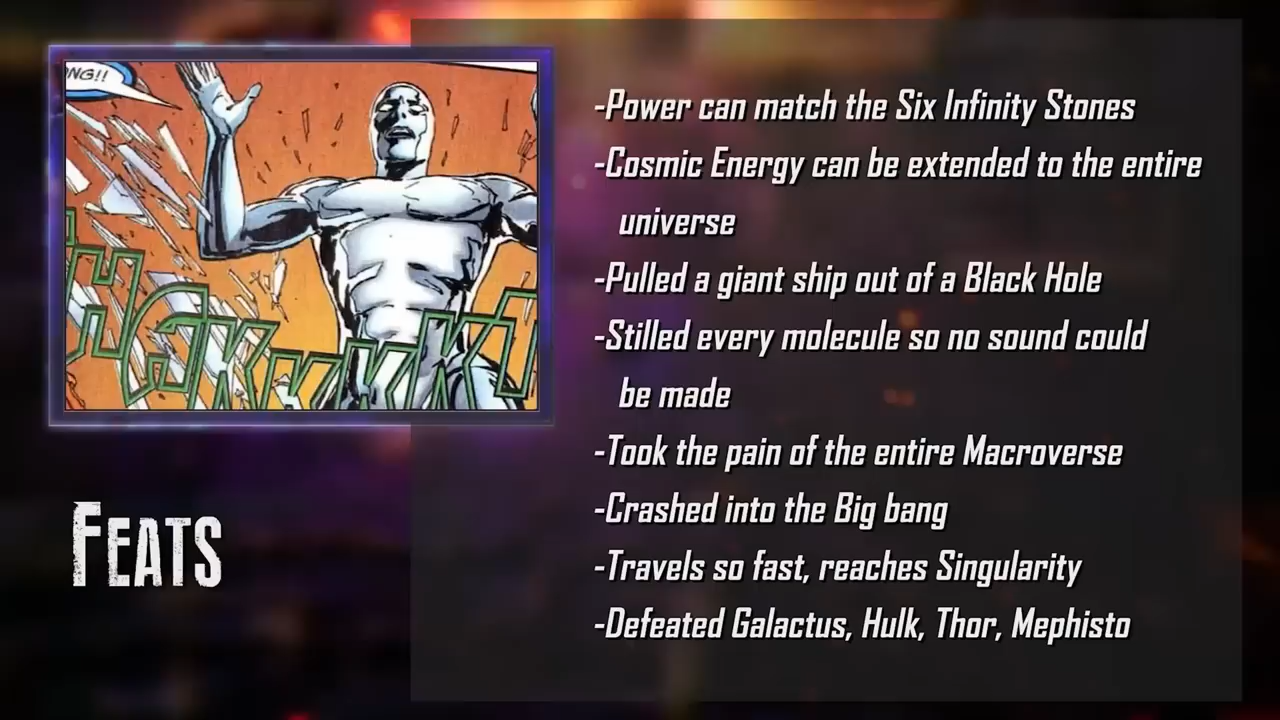 NG!!
-Power can match the Six Infinity Stones
-Cosmic Energy can be extended to the entire
universe
-Pulled a giant ship out of a Black Hole
-Stilled every molecule so no sound could
be made
-Took the pain of the entire Macroverse
-Crashed into the Big bang
-Travels so fast, reaches Singularity
-Defeated Galactus, Hulk, Thor, Mephisto
Feats